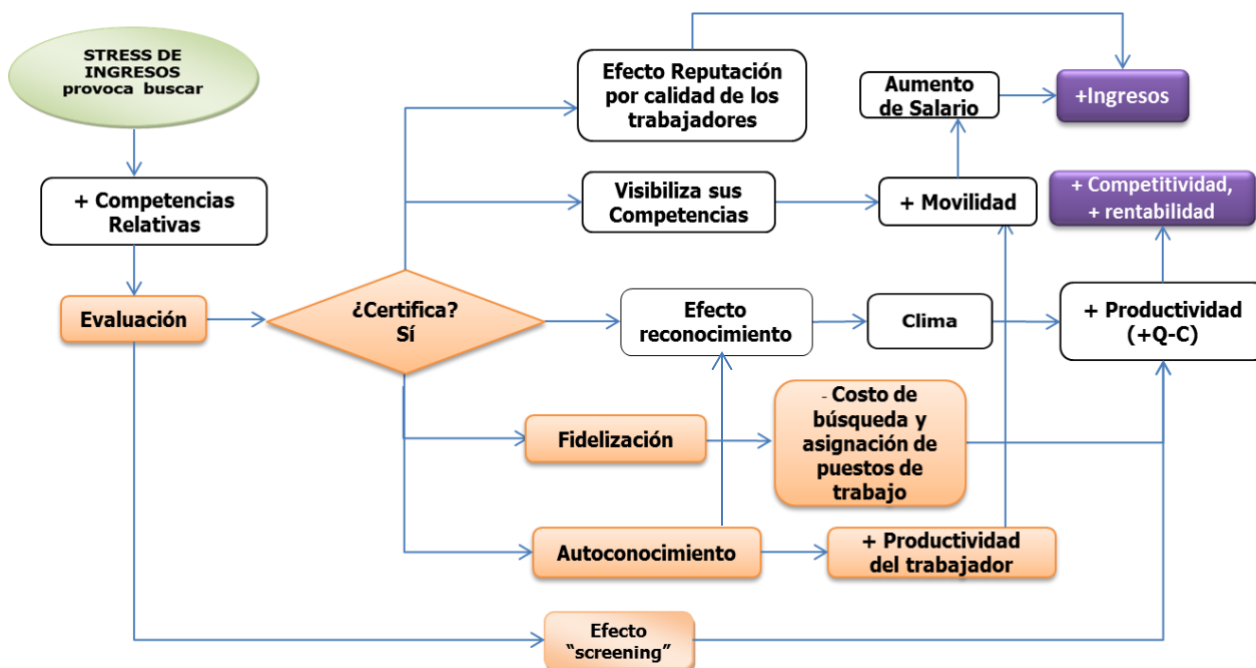 STRESS DE
INGRESOS
provoca buscar
+ Competencias
Relativas
Evaluación
¿Certifica?
Sí
Efecto Reputación
por calidad de los
trabajadores
Aumento
de Salario
+Ingresos
Visibiliza sus
Competencias
+ Movilidad
+ Competitividad,
+ rentabilidad
Efecto
reconocimiento
Clima
+ Productividad
(+Q-C)
Fidelización
- Costo de
búsqueda y
asignación de
puestos de
trabajo
Autoconocimiento
+ Productividad
del trabajador
Efecto
“screening”